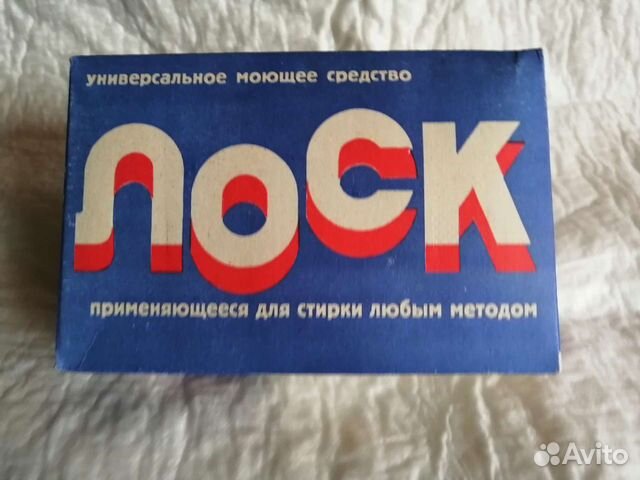 универсальное моющее средство
ЛОСК
применяющееся для стирки любым методом
Avito